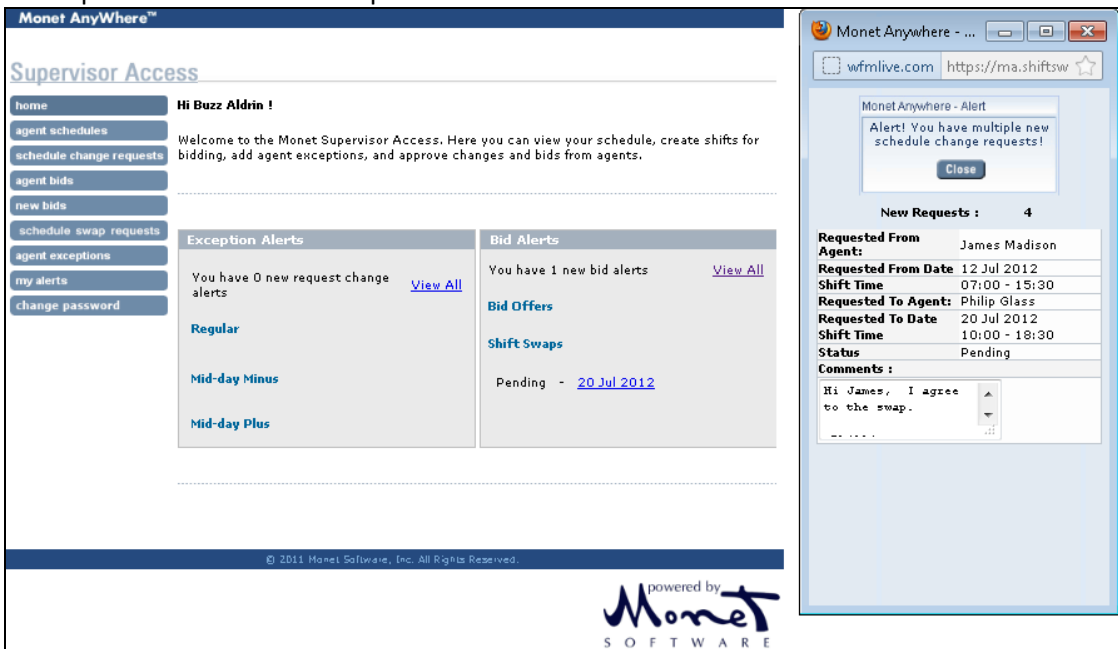 Monet AnyWhere™
Supervisor Access
home
agent schedules
schedule change requests
agent bids
new bids
schedule swap requests
agent exceptions
my alerts
change password
Hi Buzz Aldrin !
Welcome to the Monet Supervisor Access. Here you can view your schedule, create shifts for
bidding, add agent exceptions, and approve changes and bids from agents.
Exception Alerts
You have 0 new request change
alerts
View All
Regular
Mid-day Minus
Mid-day Plus
Bid Alerts
You have 1 new bid alerts View All
Bid Offers
Shift Swaps
Pending - 20 Jul 2012
© 2011 Monet Software, Inc. All Rights Reserved.
powered by
Monet
SOFTWARE
Monet Anywhere - ...
wfmlive.com https://ma.shiftsw
Monet Anywhere - Alert
Alert! You have multiple new
schedule change requests!
Close
New Requests : 4
Requested From
Agent: James Madison
Requested From Date 12 Jul 2012
Shift Time 07:00 - 15:30
Requested To Agent: Philip Glass
Requested To Date 20 Jul 2012
Shift Time 10:00 - 18:30
Status Pending
Comments :
Hi James, I agree
to the swap.